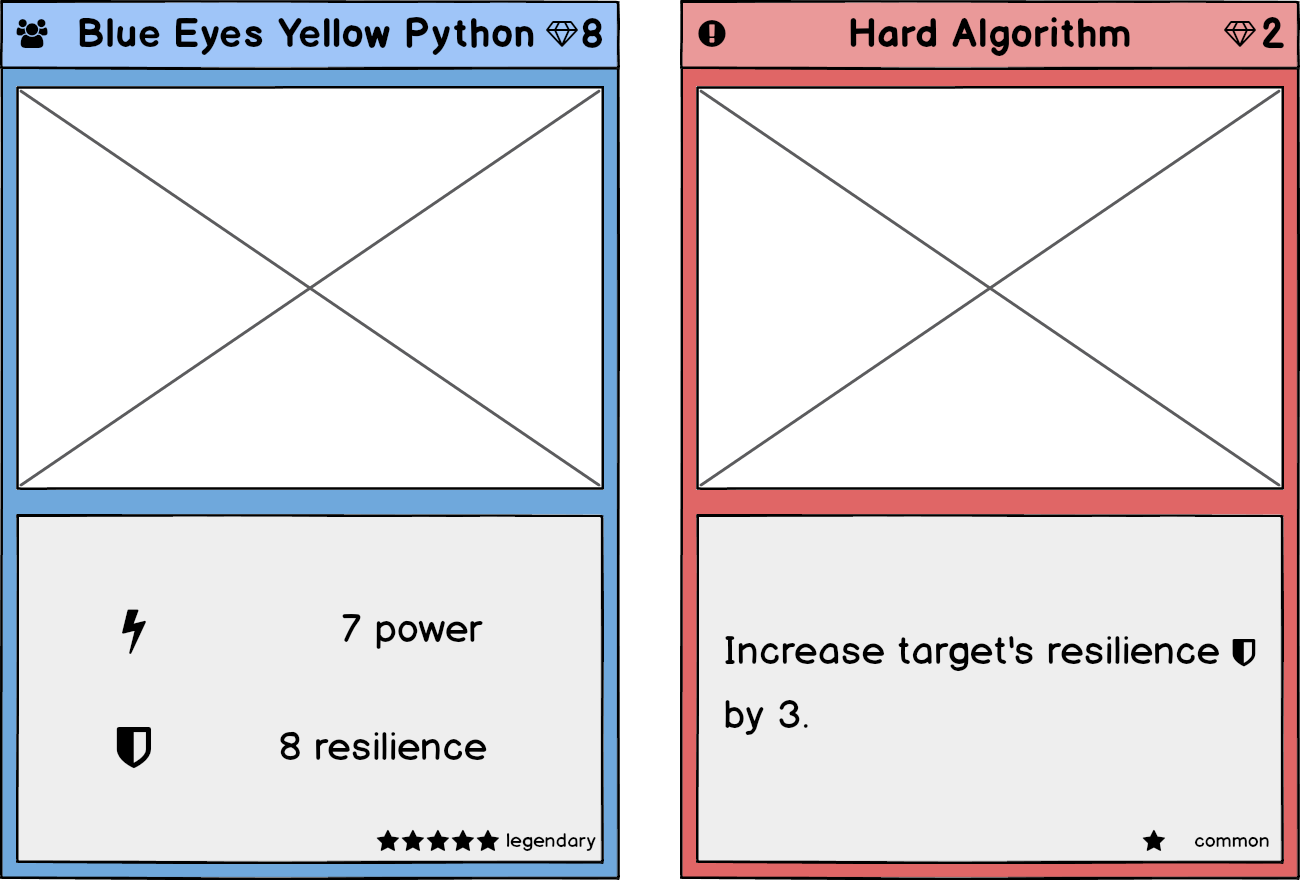 Blue Eyes Yellow Python 8
7 power
8 resilience
legendary
Hard Algorithm 2
Increase target's resilience
by 3.
common